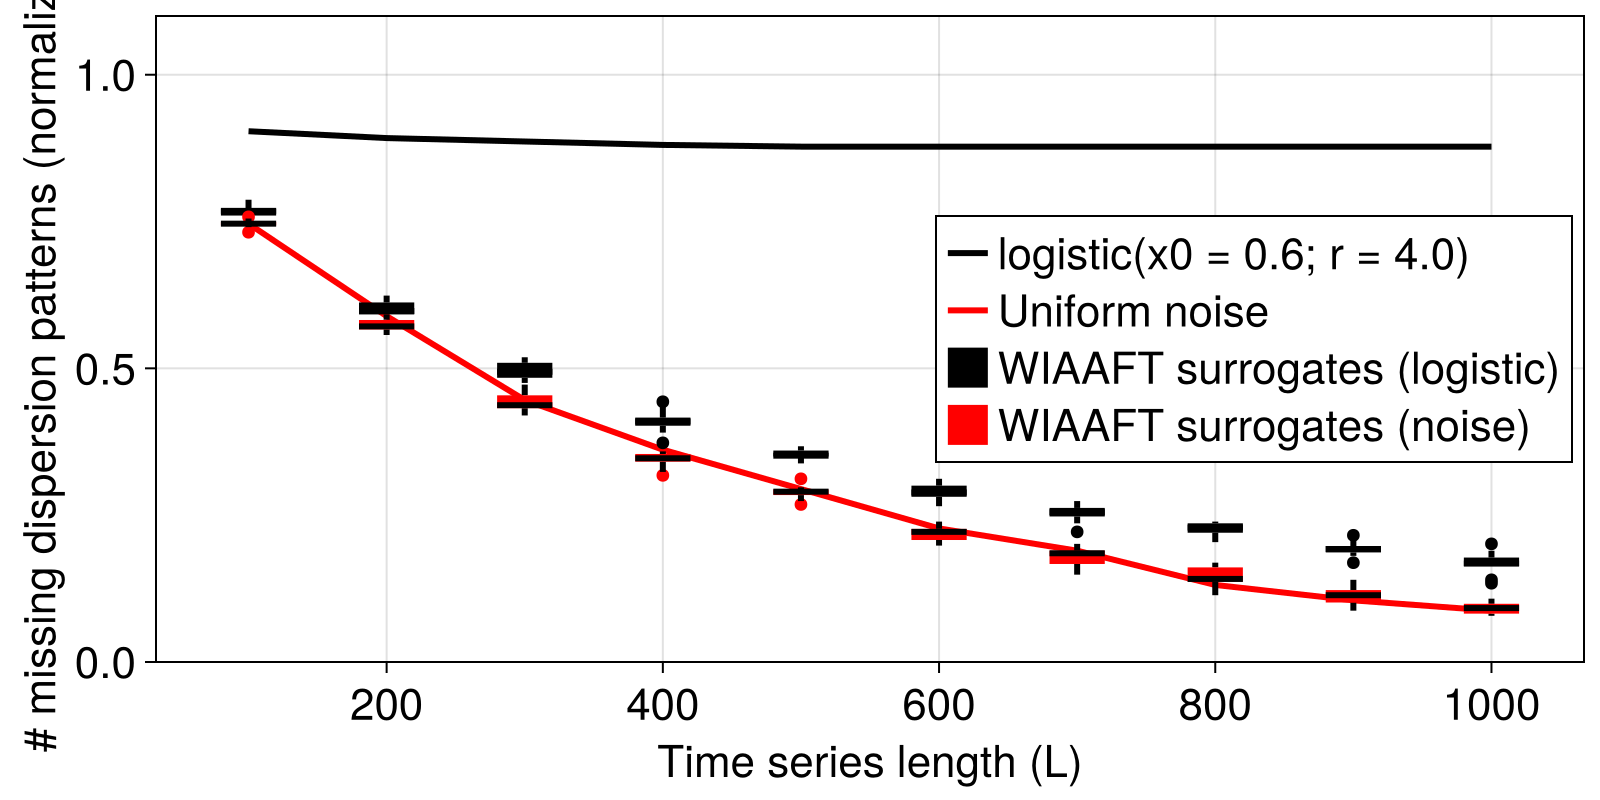 # missing dispersion patterns (normaliz
1.0
0.5
0.0
logistic(x0 = 0.6; r = 4.0)
Uniform noise
WIAAFT surrogates (logistic)
WIAAFT surrogates (noise)
200 400 600 800 1000
Time series length (L)